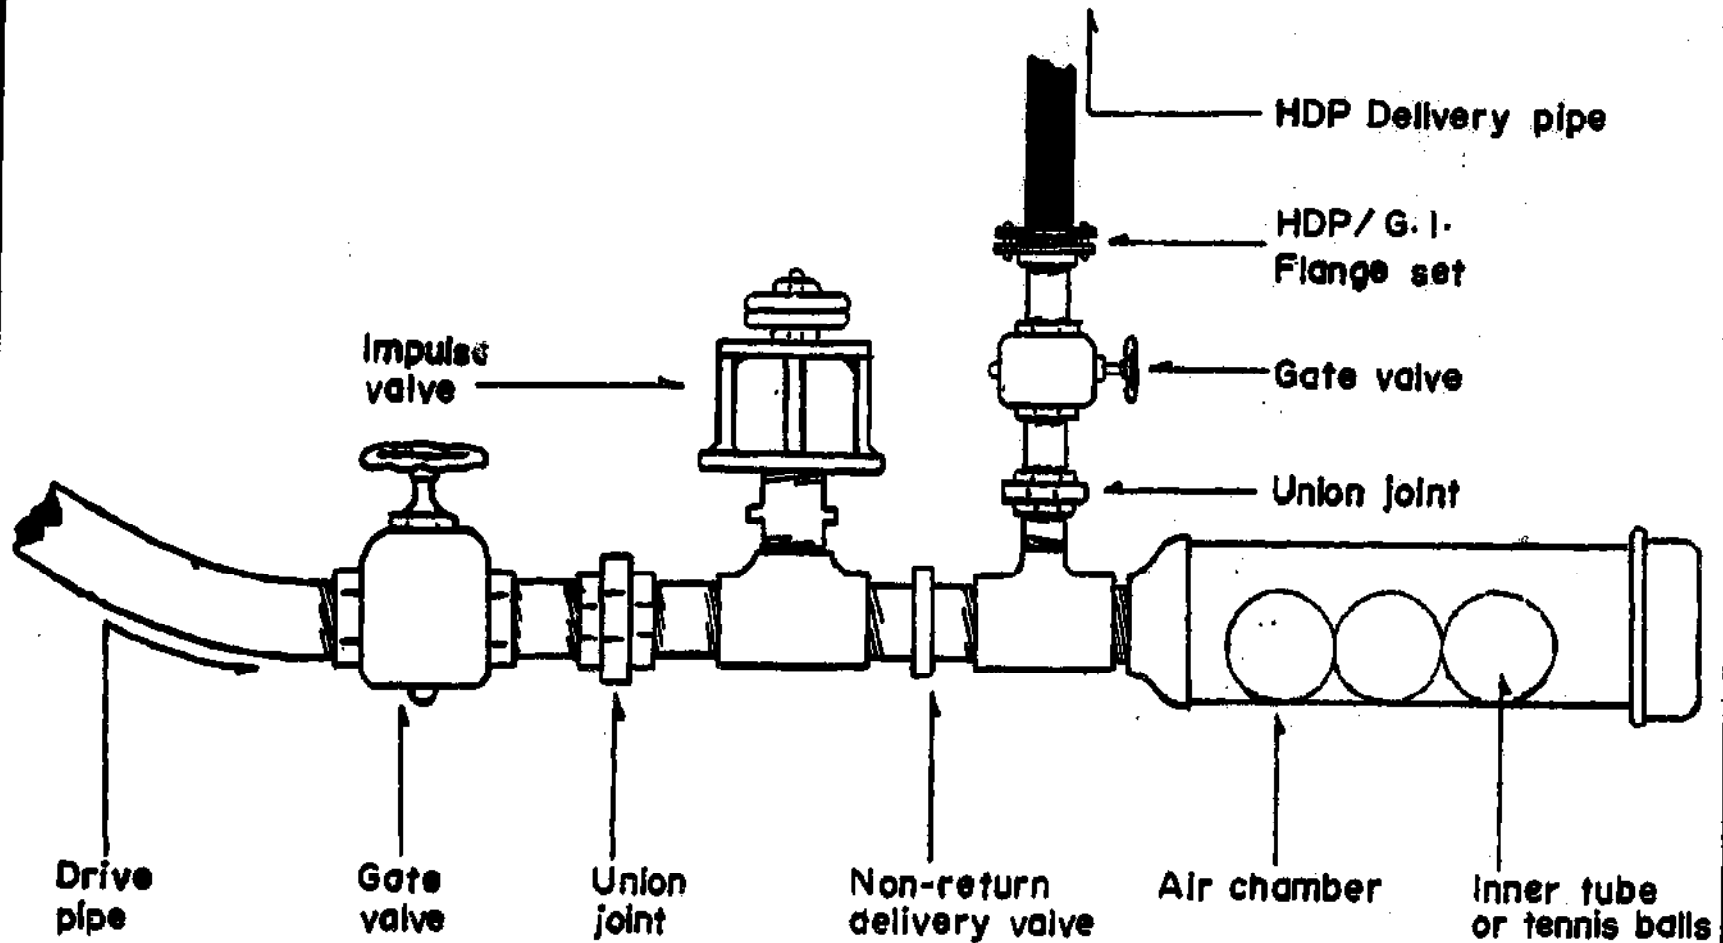 HDP Delivery pipe
HDP/G.I.
Flange set
Impulse
valve
Gate valve
Union joint
Drive
pipe
Gate
valve
Union
joint
Non-return
delivery valve
Air chamber
Inner tube
or tennis balls